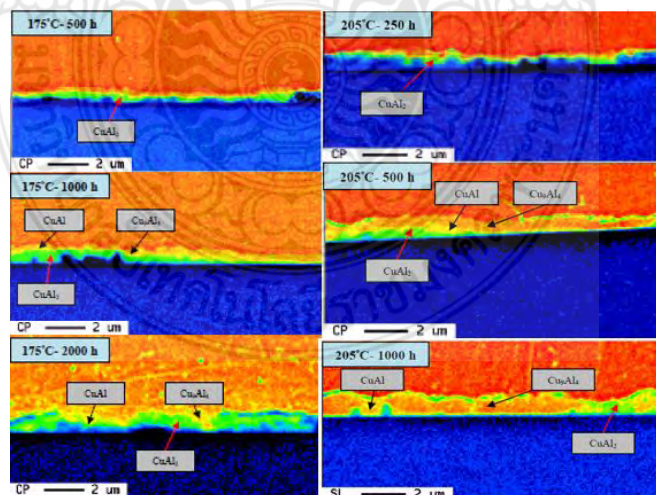 175°C- 500 h
CuAl₂
CP 2 um
205°C- 250 h
CuAl₂
CP 2 um
175°C- 1000 h
CuAl
Cu₉Al₄
CuAl₂
CP 2 um
205°C- 500 h
CuAl
Cu₉Al₄
CuAl₂
CP 2 um
175°C- 2000 h
CuAl
Cu₉Al₄
CuAl₂
CP 2 um
205°C- 1000 h
CuAl
Cu₉Al₄
CuAl₂
SL 2 um